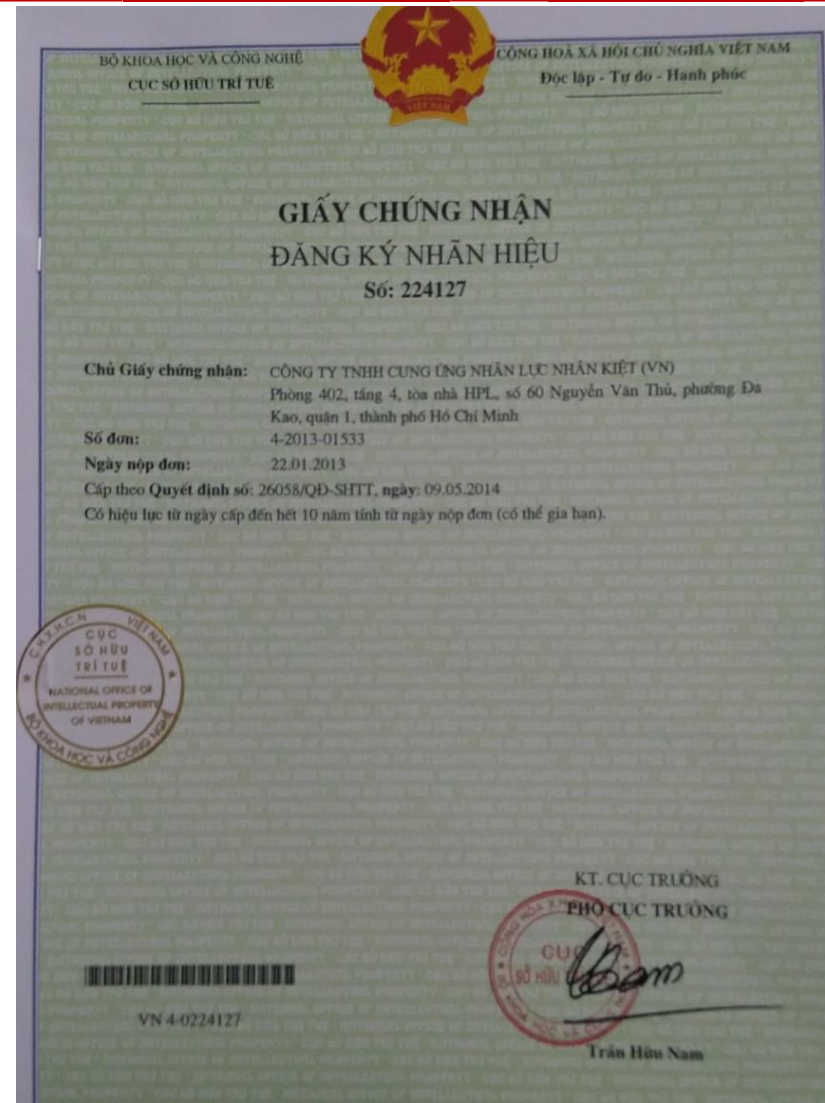 BỘ KHOA HỌC VÀ CÔNG NGHỆ
CỤC SỞ HỮU TRÍ TUỆ
CỘNG HOÀ XÃ HỘI CHỦ NGHĨA VIỆT NAM
Độc lập - Tự do - Hạnh phúc
VIỆT NAM
GIẤY CHỨNG NHẬN
ĐĂNG KÝ NHÃN HIỆU
Số: 224127
Chủ Giấy chứng nhận: CÔNG TY TNHH CUNG ỨNG NHÂN LỰC NHÂN KIỆT (VN)
Phòng 402, tầng 4, tòa nhà HPL, số 60 Nguyễn Văn Thủ, phường Đa
Kao, quận 1, thành phố Hồ Chí Minh
Số đơn: 4-2013-01533
Ngày nộp đơn: 22.01.2013
Cấp theo Quyết định số: 26058/QĐ-SHTT, ngày: 09.05.2014
Có hiệu lực từ ngày cấp đến hết 10 năm tính từ ngày nộp đơn (có thể gia hạn).
C.H.X.H.C.N VIỆT NAM
CỤC
SỞ HỮU
TRÍ TUỆ
NATIONAL OFFICE OF
INTELLECTUAL PROPERTY
OF VIETNAM
BỘ KHOA HỌC VÀ CÔNG NGHỆ
KT. CỤC TRƯỞNG
PHÓ CỤC TRƯỞNG
CỤC
SỞ HỮU
VN 4-0224127
Trần Hữu Nam